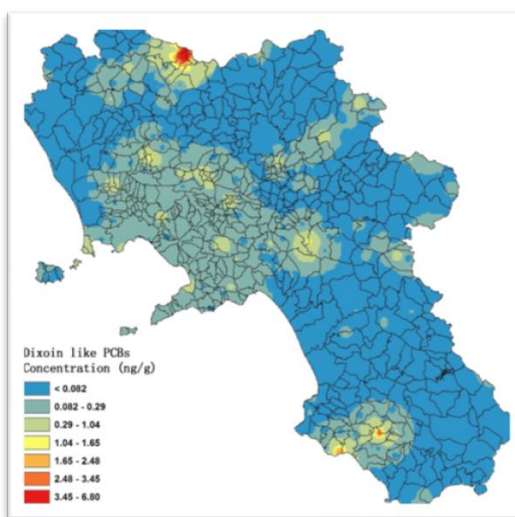 Dixoin like PCBs
Concentration (ng/g)
< 0.082
0.082 - 0.29
0.29 - 1.04
1.04 - 1.65
1.65 - 2.48
2.48 - 3.45
3.45 - 6.80